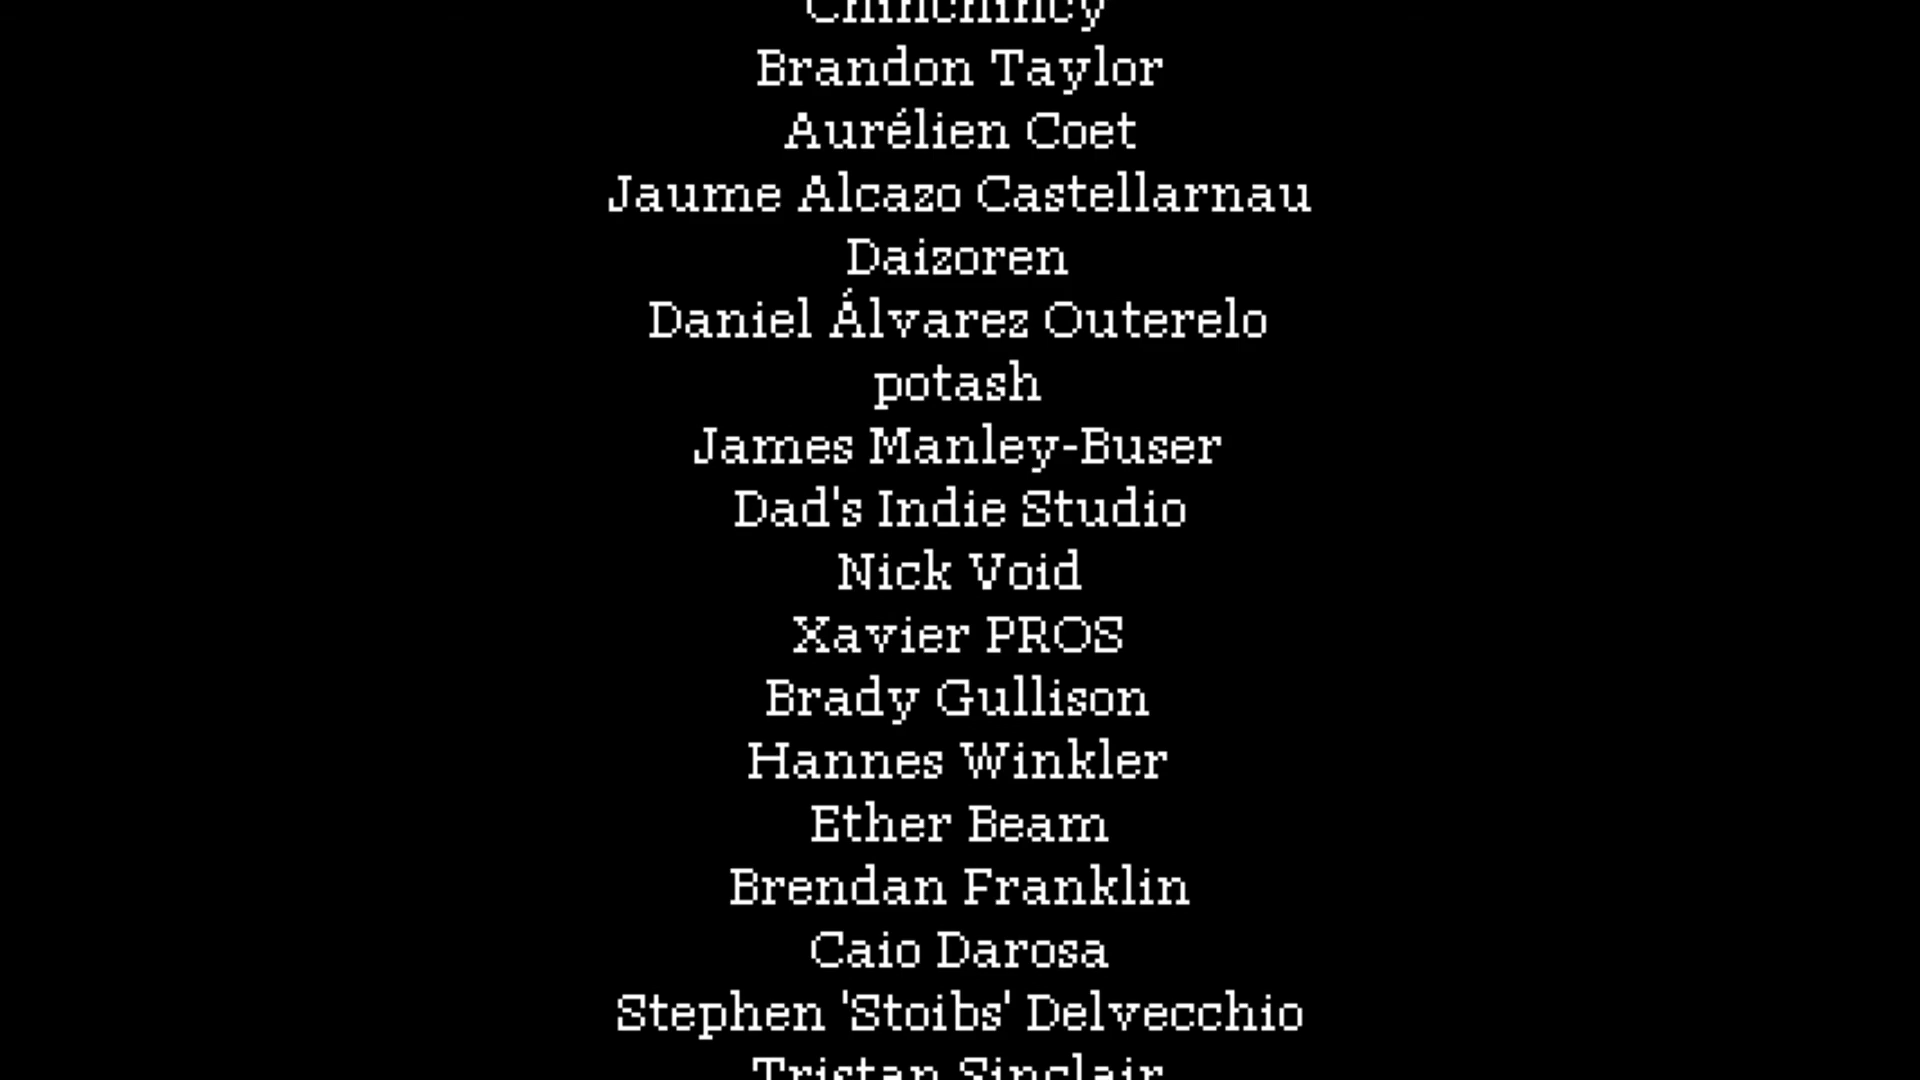 Chinchincy
Brandon Taylor
Aurélien Coet
Jaume Alcazo Castellarnau
Daizoren
Daniel Álvarez Outerelo
potash
James Manley-Buser
Dad's Indie Studio
Nick Void
Xavier PROS
Brady Gullison
Hannes Winkler
Ether Beam
Brendan Franklin
Caio Darosa
Stephen 'Stoibs' Delvecchio
Tristan Sinclair